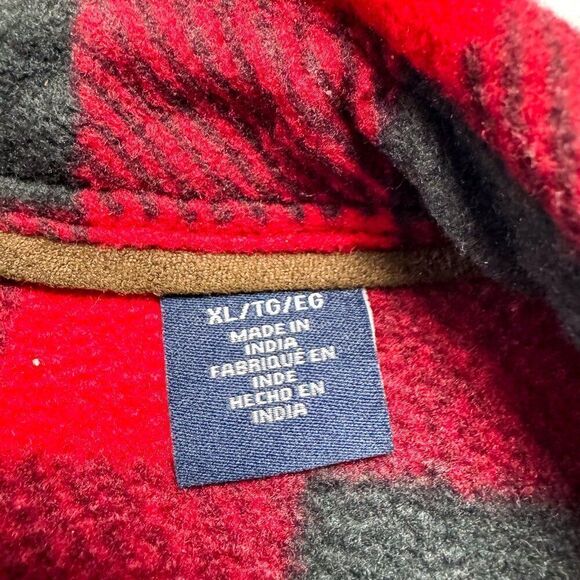 XL/TG/EG
MADE IN
INDIA
FABRIQUÉ EN
INDE
HECHO EN
INDIA